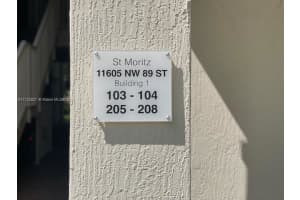 St Moritz
11605 NW 89 ST
Building 1
103 - 104
205 - 208